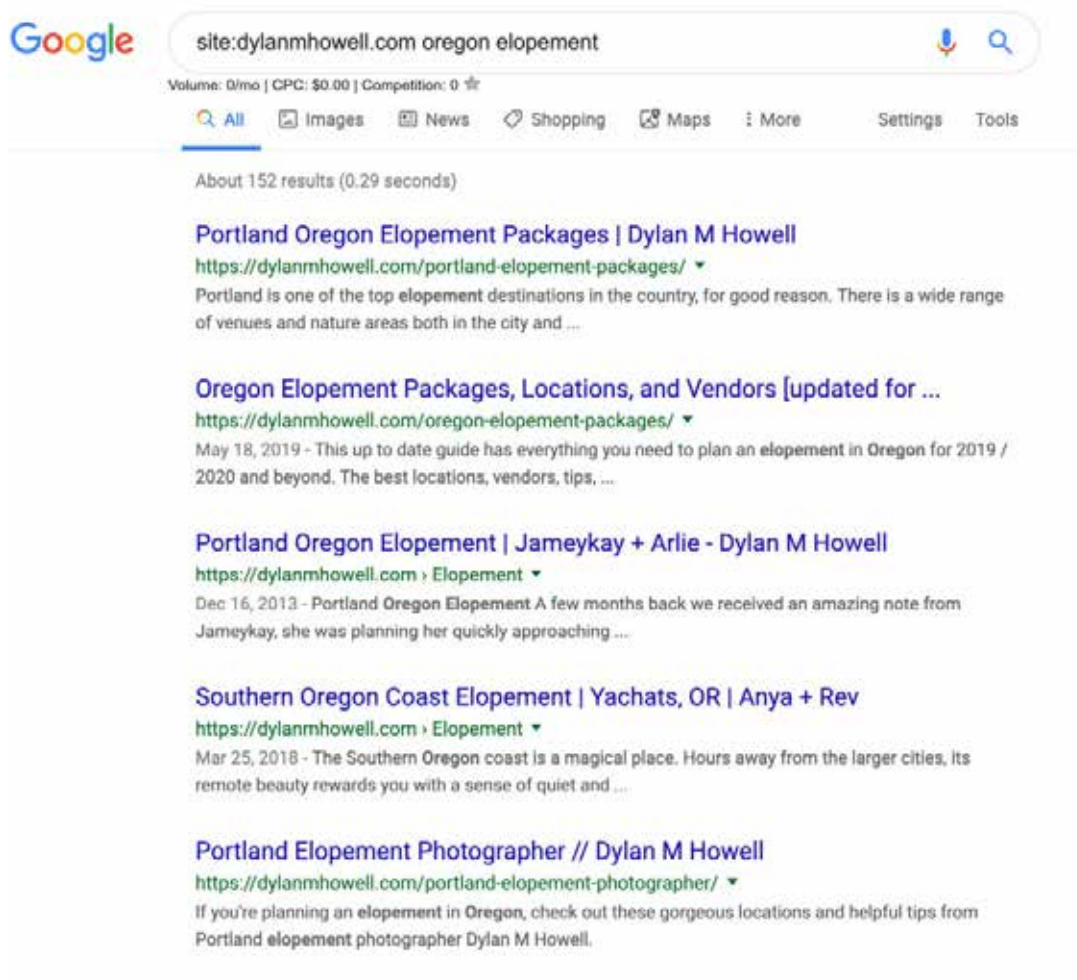 Google
site:dylanmhowell.com oregon elopement
Volume: 0/mo | CPC: $0.00 | Competition: 0
All Images News Shopping Maps More Settings Tools
About 152 results (0.29 seconds)
Portland Oregon Elopement Packages | Dylan M Howell
https://dylanmhowell.com/portland-elopement-packages/
Portland is one of the top elopement destinations in the country, for good reason. There is a wide range
of venues and nature areas both in the city and ...
Oregon Elopement Packages, Locations, and Vendors [updated for ...
https://dylanmhowell.com/oregon-elopement-packages/
May 18, 2019 - This up to date guide has everything you need to plan an elopement in Oregon for 2019 /
2020 and beyond. The best locations, vendors, tips, ...
Portland Oregon Elopement | Jameykay + Arlie - Dylan M Howell
https://dylanmhowell.com › Elopement
Dec 16, 2013 - Portland Oregon Elopement A few months back we received an amazing note from
Jameykay, she was planning her quickly approaching ...
Southern Oregon Coast Elopement | Yachats, OR | Anya + Rev
https://dylanmhowell.com › Elopement
Mar 25, 2018 - The Southern Oregon coast is a magical place. Hours away from the larger cities, its
remote beauty rewards you with a sense of quiet and ...
Portland Elopement Photographer // Dylan M Howell
https://dylanmhowell.com/portland-elopement-photographer/
If you're planning an elopement in Oregon, check out these gorgeous locations and helpful tips from
Portland elopement photographer Dylan M Howell.